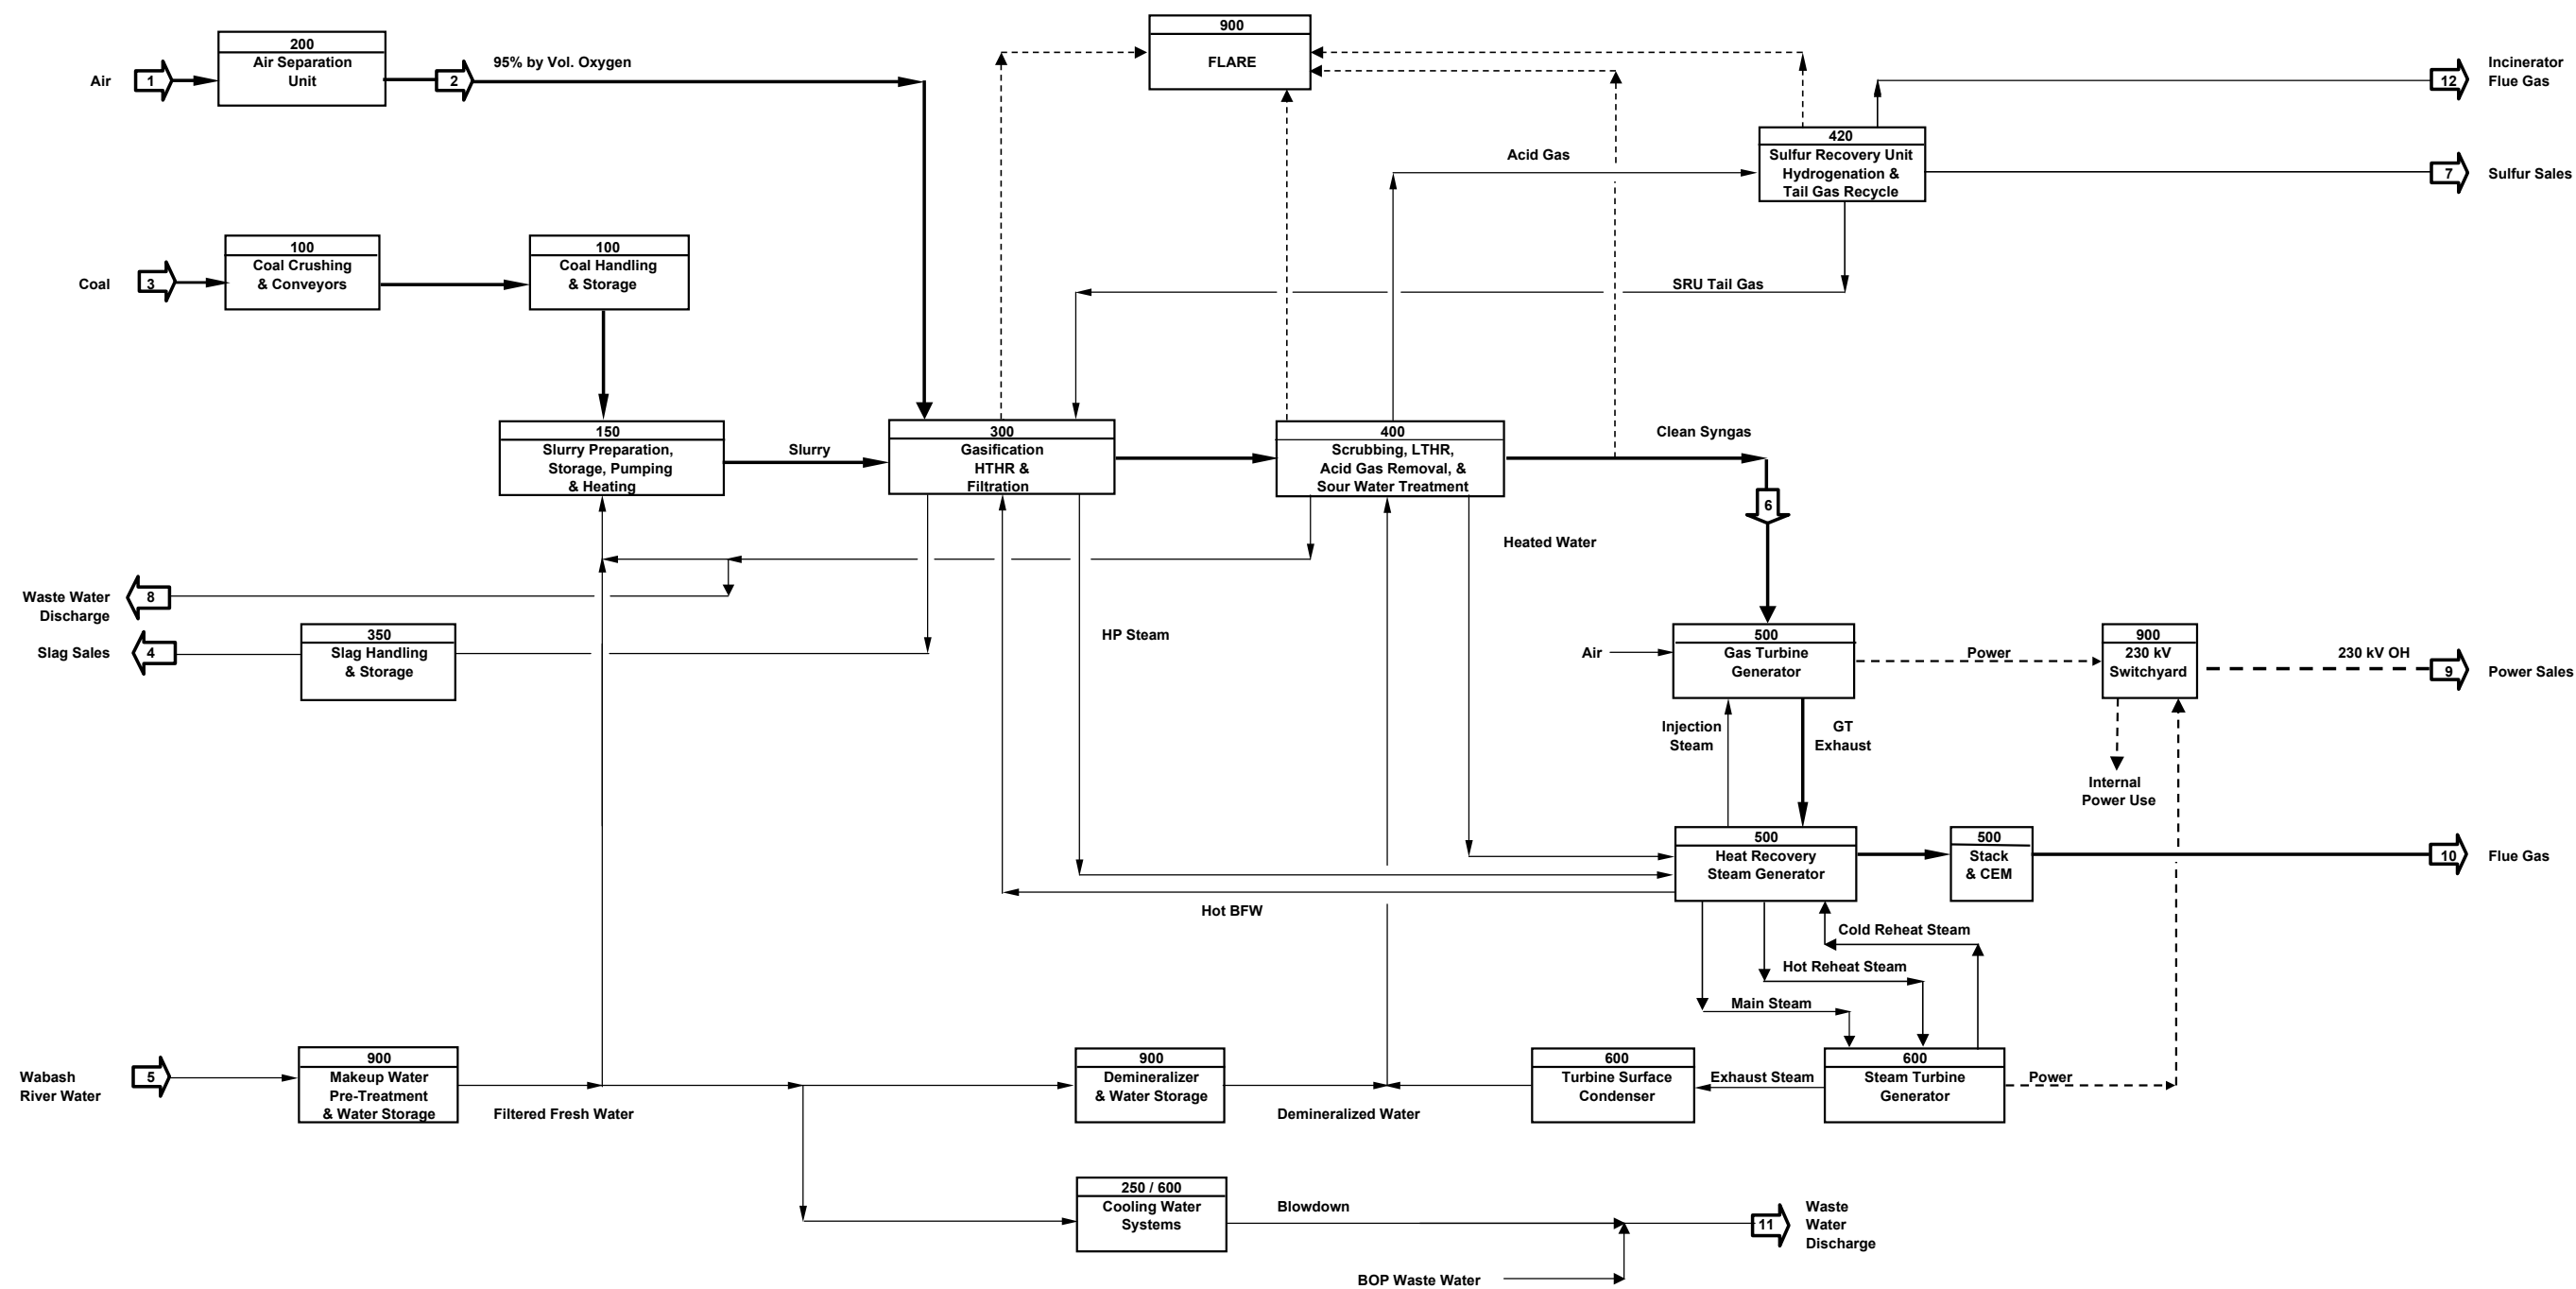 900
FLARE
200
Air Separation
Unit
Air
1
2
95% by Vol. Oxygen
12
Incinerator
Flue Gas
420
Sulfur Recovery Unit
Hydrogenation &
Tail Gas Recycle
Acid Gas
7
Sulfur Sales
100
Coal Crushing
& Conveyors
100
Coal Handling
& Storage
Coal
3
SRU Tail Gas
150
Slurry Preparation,
Storage, Pumping
& Heating
Slurry
300
Gasification
HTHR &
Filtration
400
Scrubbing, LTHR,
Acid Gas Removal, &
Sour Water Treatment
Clean Syngas
6
Heated Water
Waste Water
Discharge
8
Slag Sales
4
350
Slag Handling
& Storage
HP Steam
Air
500
Gas Turbine
Generator
Power
900
230 kV
Switchyard
230 kV OH
9
Power Sales
Injection
Steam
GT
Exhaust
Internal
Power Use
500
Heat Recovery
Steam Generator
500
Stack
& CEM
10
Flue Gas
Hot BFW
Cold Reheat Steam
Hot Reheat Steam
Main Steam
Wabash
River Water
5
900
Makeup Water
Pre-Treatment
& Water Storage
Filtered Fresh Water
900
Demineralizer
& Water Storage
Demineralized Water
600
Turbine Surface
Condenser
Exhaust Steam
600
Steam Turbine
Generator
Power
250 / 600
Cooling Water
Systems
Blowdown
11
Waste
Water
Discharge
BOP Waste Water